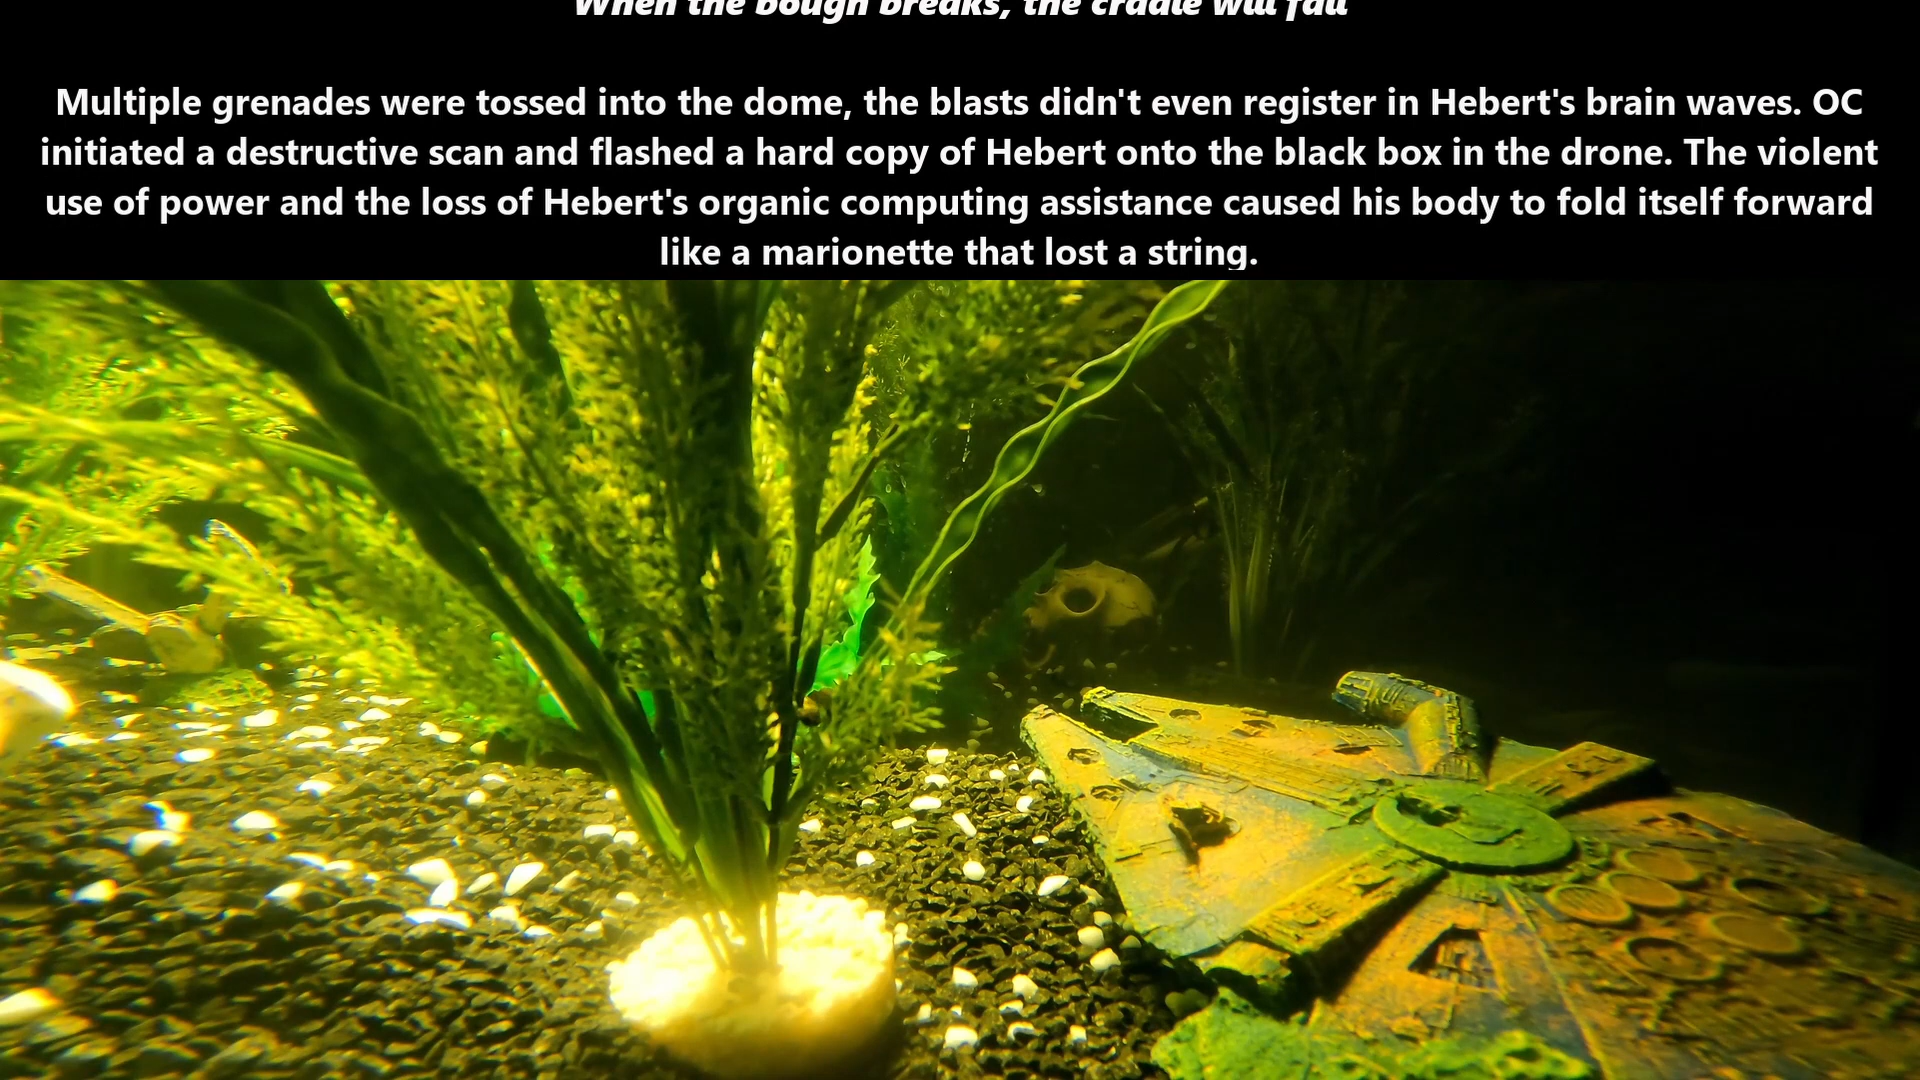 When the bough breaks, the cradle will fall
Multiple grenades were tossed into the dome, the blasts didn't even register in Hebert's brain waves. OC
initiated a destructive scan and flashed a hard copy of Hebert onto the black box in the drone. The violent
use of power and the loss of Hebert's organic computing assistance caused his body to fold itself forward
like a marionette that lost a string.